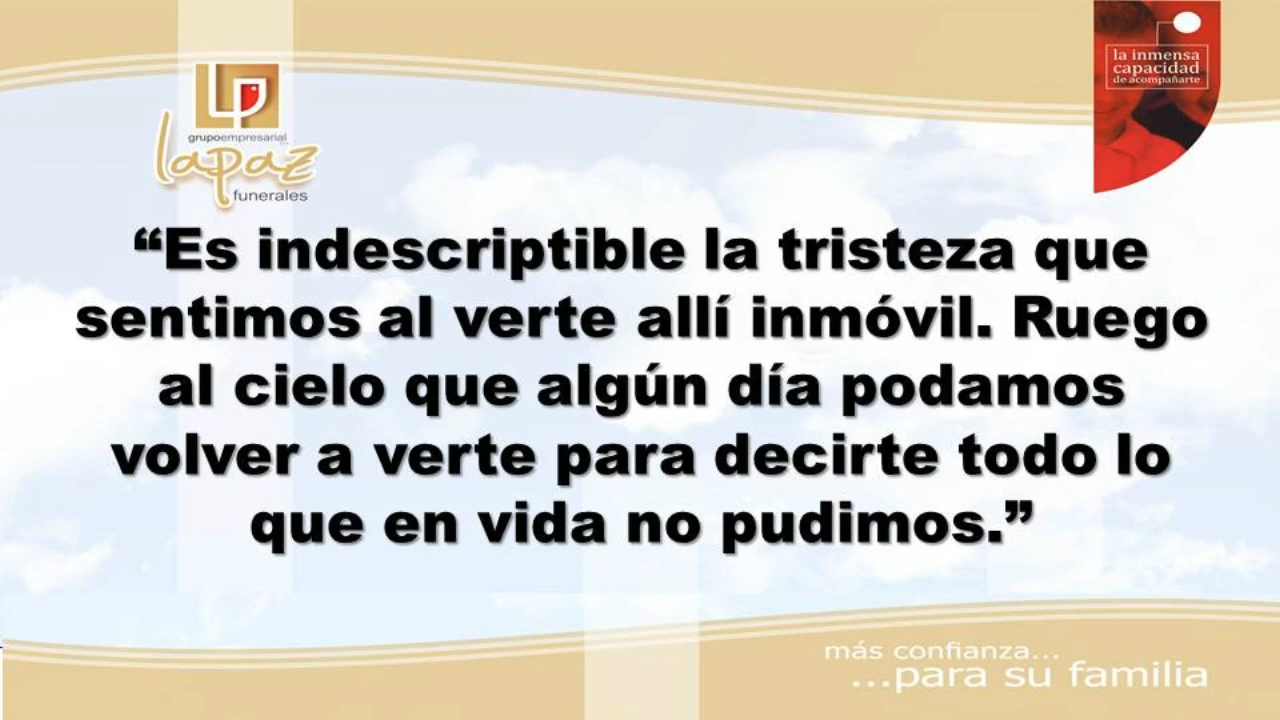 la inmensa
capacidad
de acompañarte
grupoempresarial
lapaz
funerales
“Es indescriptible la tristeza que
sentimos al verte allí inmóvil. Ruego
al cielo que algún día podamos
volver a verte para decirte todo lo
que en vida no pudimos.”
más confianza...
...para su familia